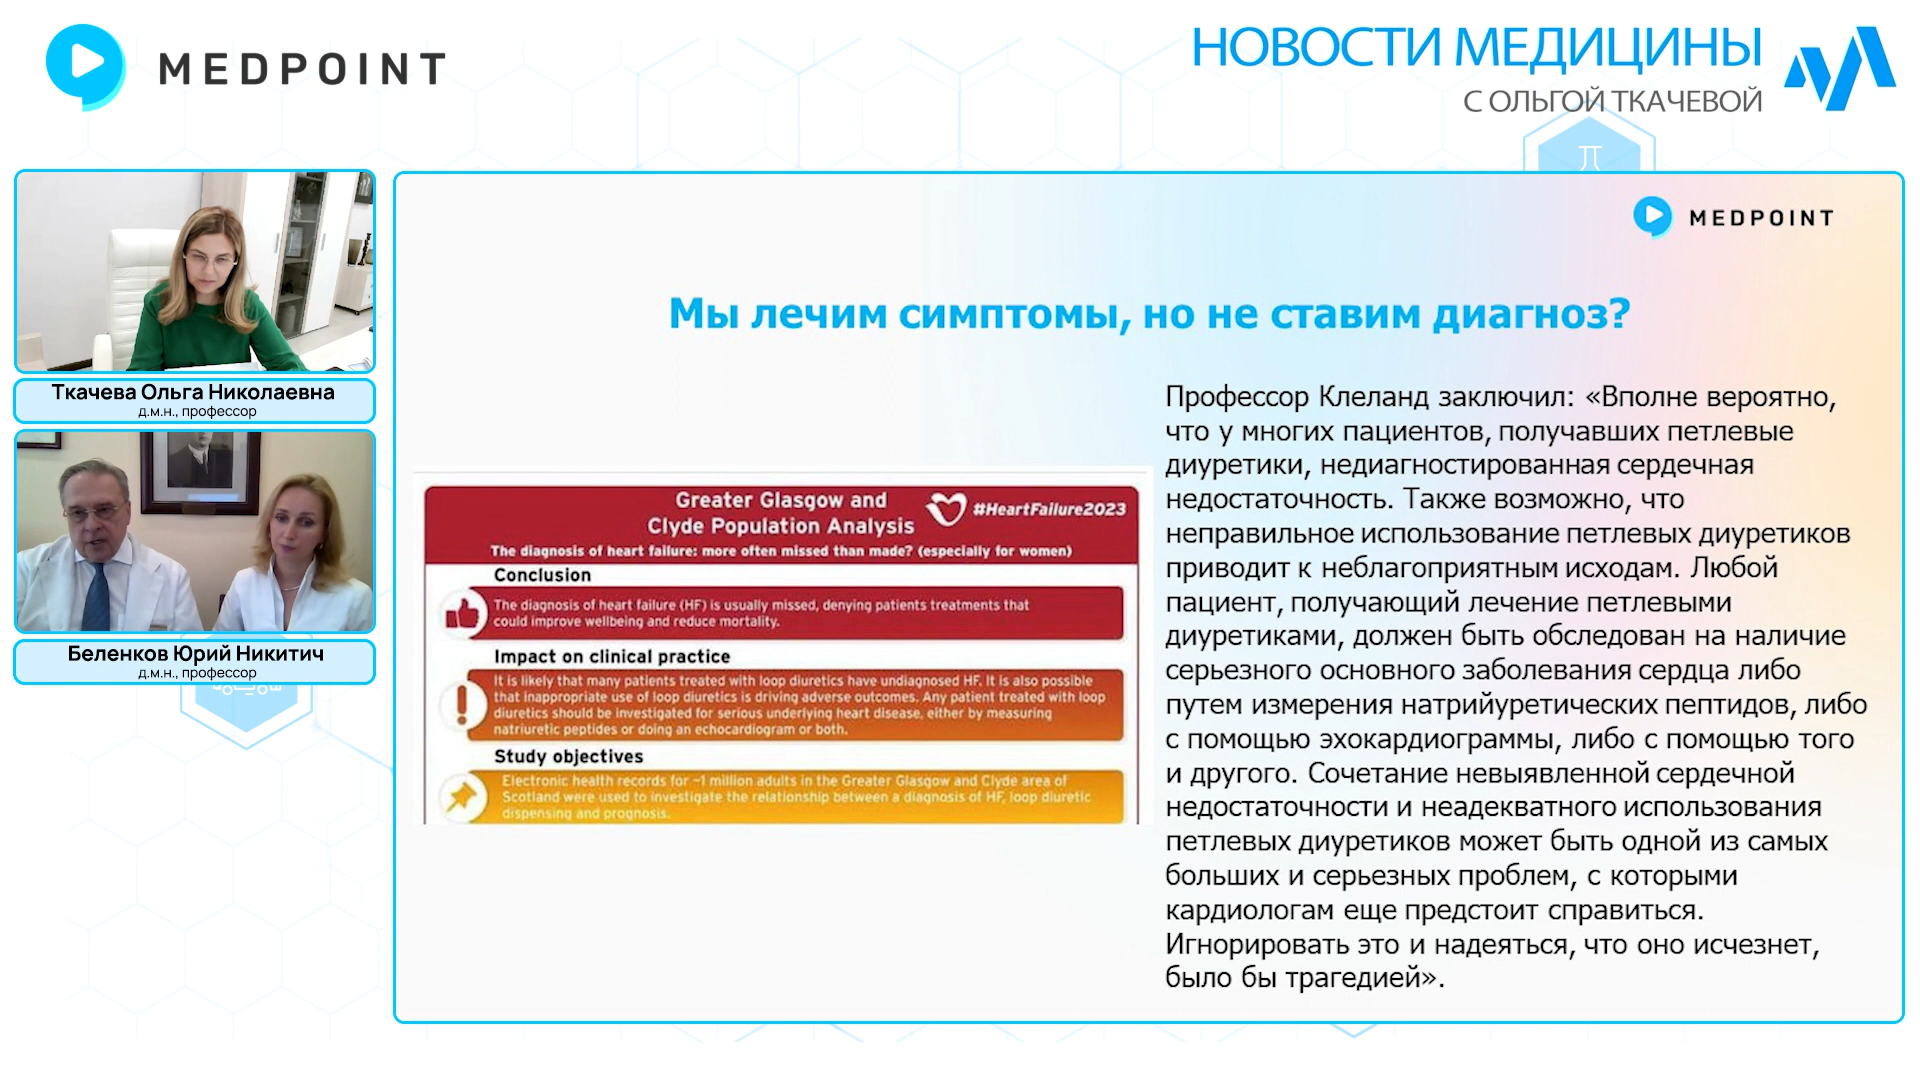 MEDPOINT
НОВОСТИ МЕДИЦИНЫ
С ОЛЬГОЙ ТКАЧЕВОЙ
Ткачева Ольга Николаевна
д.м.н., профессор
Беленков Юрий Никитич
д.м.н., профессор
MEDPOINT
Мы лечим симптомы, но не ставим диагноз?
Greater Glasgow and
Clyde Population Analysis
#HeartFailure2023
The diagnosis of heart failure: more often missed than made? (especially for women)
Conclusion
The diagnosis of heart failure (HF) is usually missed, denying patients treatments that
could improve wellbeing and reduce mortality.
Impact on clinical practice
It is likely that many patients treated with loop diuretics have undiagnosed HF. It is also possible
that inappropriate use of loop diuretics is driving adverse outcomes. Any patient treated with loop
diuretics should be investigated for serious underlying heart disease, either by measuring
natriuretic peptides or doing an echocardiogram or both.
Study objectives
Electronic health records for ~1 million adults in the Greater Glasgow and Clyde area of
Scotland were used to investigate the relationship between a diagnosis of HF, loop diuretic
dispensing and prognosis.
Профессор Клеланд заключил: «Вполне вероятно,
что у многих пациентов, получавших петлевые
диуретики, недиагностированная сердечная
недостаточность. Также возможно, что
неправильное использование петлевых диуретиков
приводит к неблагоприятным исходам. Любой
пациент, получающий лечение петлевыми
диуретиками, должен быть обследован на наличие
серьезного основного заболевания сердца либо
путем измерения натрийуретических пептидов, либо
с помощью эхокардиограммы, либо с помощью того
и другого. Сочетание невыявленной сердечной
недостаточности и неадекватного использования
петлевых диуретиков может быть одной из самых
больших и серьезных проблем, с которыми
кардиологам еще предстоит справиться.
Игнорировать это и надеяться, что оно исчезнет,
было бы трагедией».